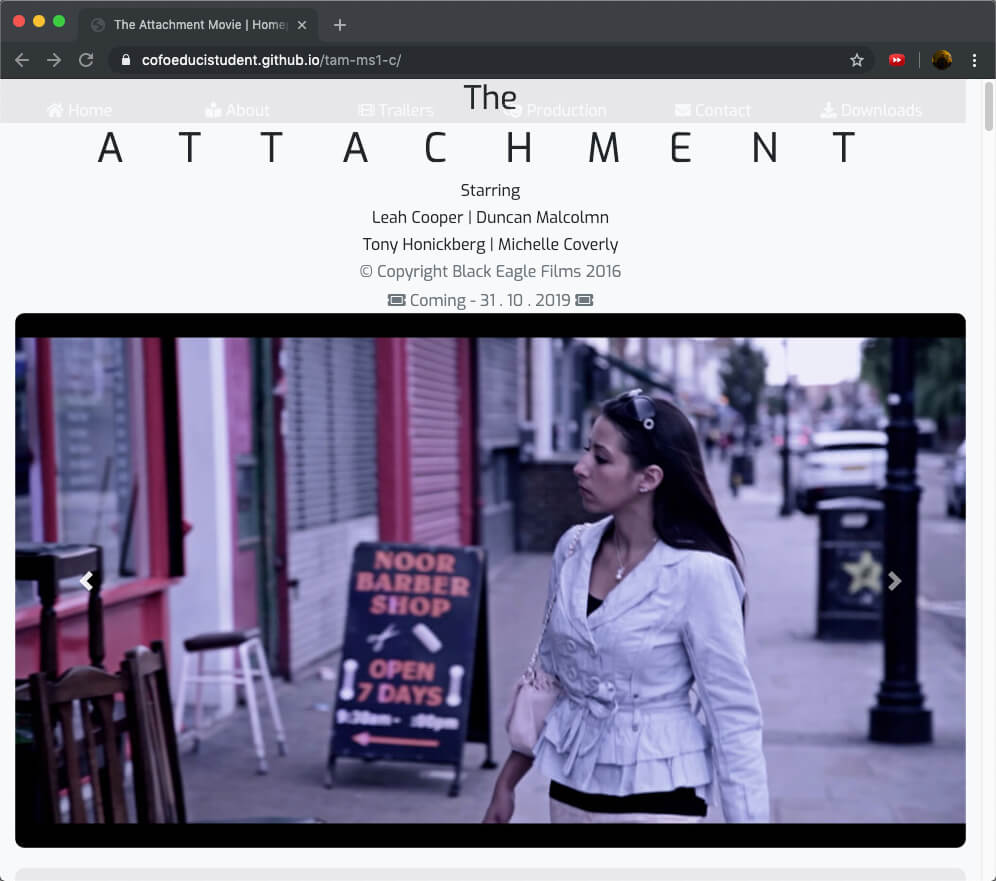 The Attachment Movie | Home
cofoeducistudent.github.io/tam-ms1-c/
Home About Trailers Production Contact Downloads
The
ATTACHMENT
Starring
Leah Cooper | Duncan Malcolmn
Tony Honickberg | Michelle Coverly
© Copyright Black Eagle Films 2016
Coming - 31 . 10 . 2019
NOOR
BARBER
SHOP
OPEN
7 DAYS
9:30am-